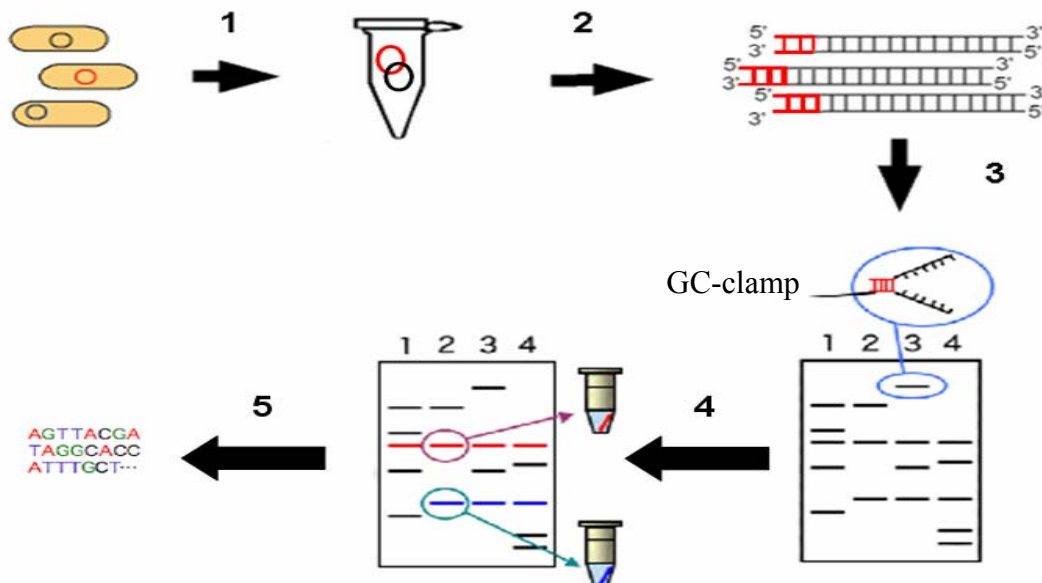 1
2
5' 3'
3' 5'
5' 3'
3' 5'
5' 3'
3' 5'
3
GC-clamp
1 2 3 4
1 2 3 4
4
5
AGTTACGA
TAGGCACC
ATTTGCT...